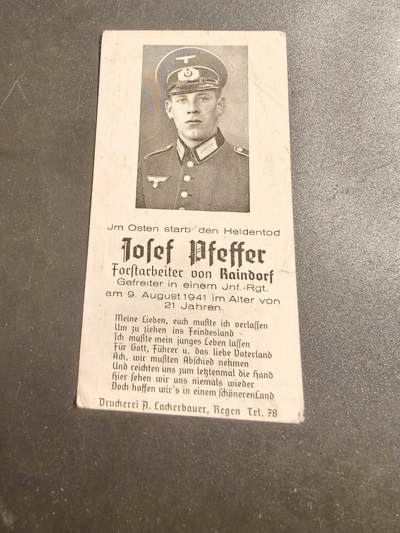 Jm Osten starb den Heldentod
Josef Pfeffer
Forstarbeiter von Raindorf
Gefreiter in einem Jnf.-Rgt.
am 9. August 1941 im Alter von
21 Jahren.
Meine Lieben, euch mußte ich verlassen
Um zu ziehen ins Feindesland –
Ich mußte mein junges Leben lassen
Für Gott, Führer u. das liebe Vaterland
Ach, wir mußten Abschied nehmen
Und reichten uns zum letztenmal die Hand
Hier sehen wir uns niemals wieder
Doch hoffen wir's in einem schöneren Land
Druckerei A. Lackerbauer, Regen Tel. 78